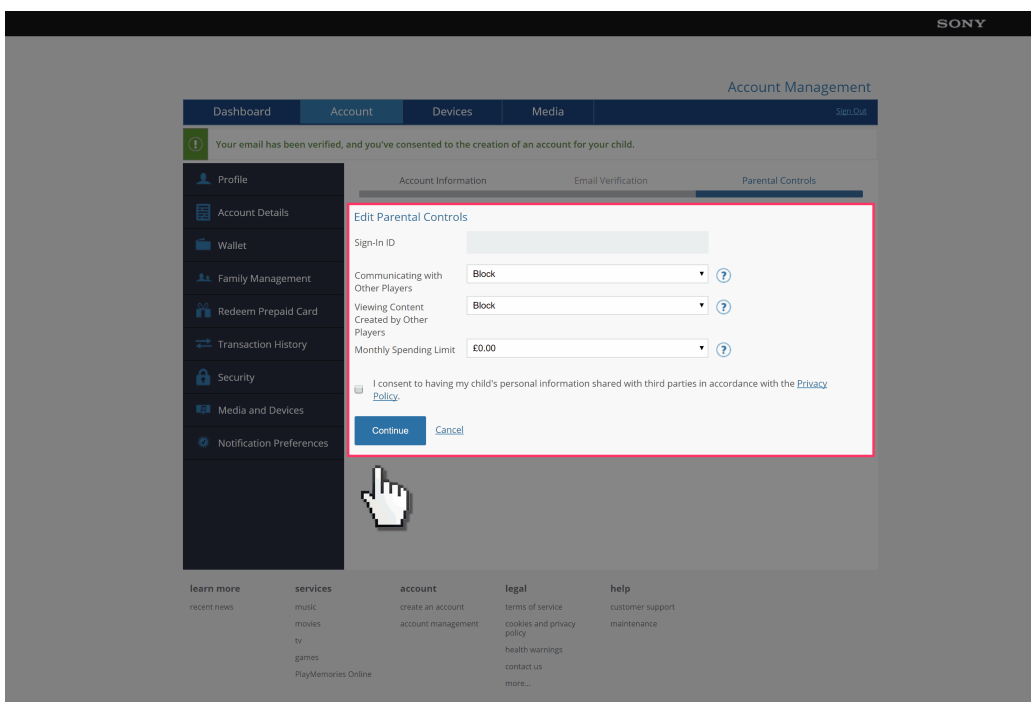 SONY
Account Management
Dashboard Account Devices Media Sign Out
Your email has been verified, and you've consented to the creation of an account for your child.
Profile
Account Details
Wallet
Family Management
Redeem Prepaid Card
Transaction History
Security
Media and Devices
Notification Preferences
Account Information Email Verification Parental Controls
Edit Parental Controls
Sign-In ID
Communicating with
Other Players
Block
?
Viewing Content
Created by Other
Players
Block
?
Monthly Spending Limit
£0.00
?
I consent to having my child's personal information shared with third parties in accordance with the Privacy
Policy.
Continue Cancel
learn more
recent news
services
music
movies
tv
games
PlayMemories Online
account
create an account
account management
legal
terms of service
cookies and privacy
policy
health warnings
contact us
more...
help
customer support
maintenance